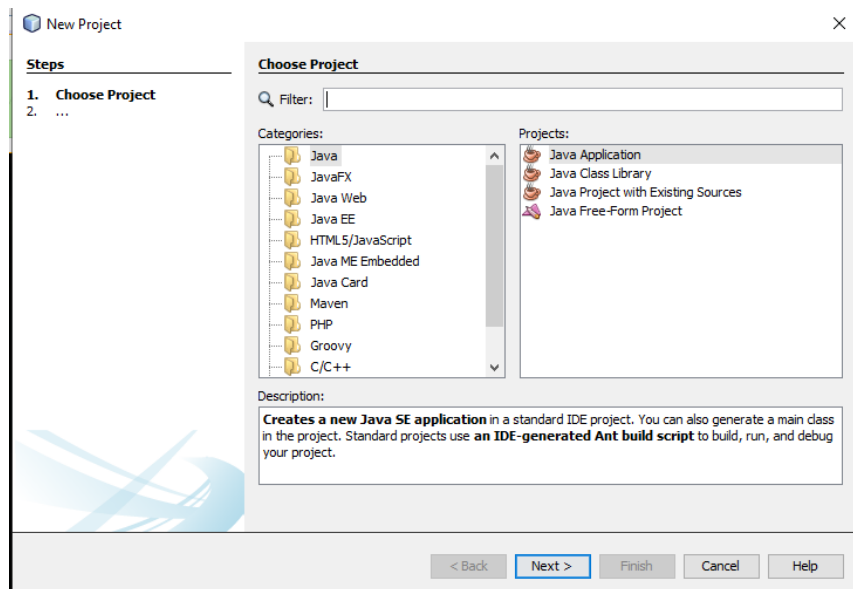 New Project
Steps
1. Choose Project
2. ...
Choose Project
Filter:
Categories:
Java
JavaFX
Java Web
Java EE
HTML5/JavaScript
Java ME Embedded
Java Card
Maven
PHP
Groovy
C/C++
Projects:
Java Application
Java Class Library
Java Project with Existing Sources
Java Free-Form Project
Description:
Creates a new Java SE application in a standard IDE project. You can also generate a main class
in the project. Standard projects use an IDE-generated Ant build script to build, run, and debug
your project.
< Back Next > Finish Cancel Help